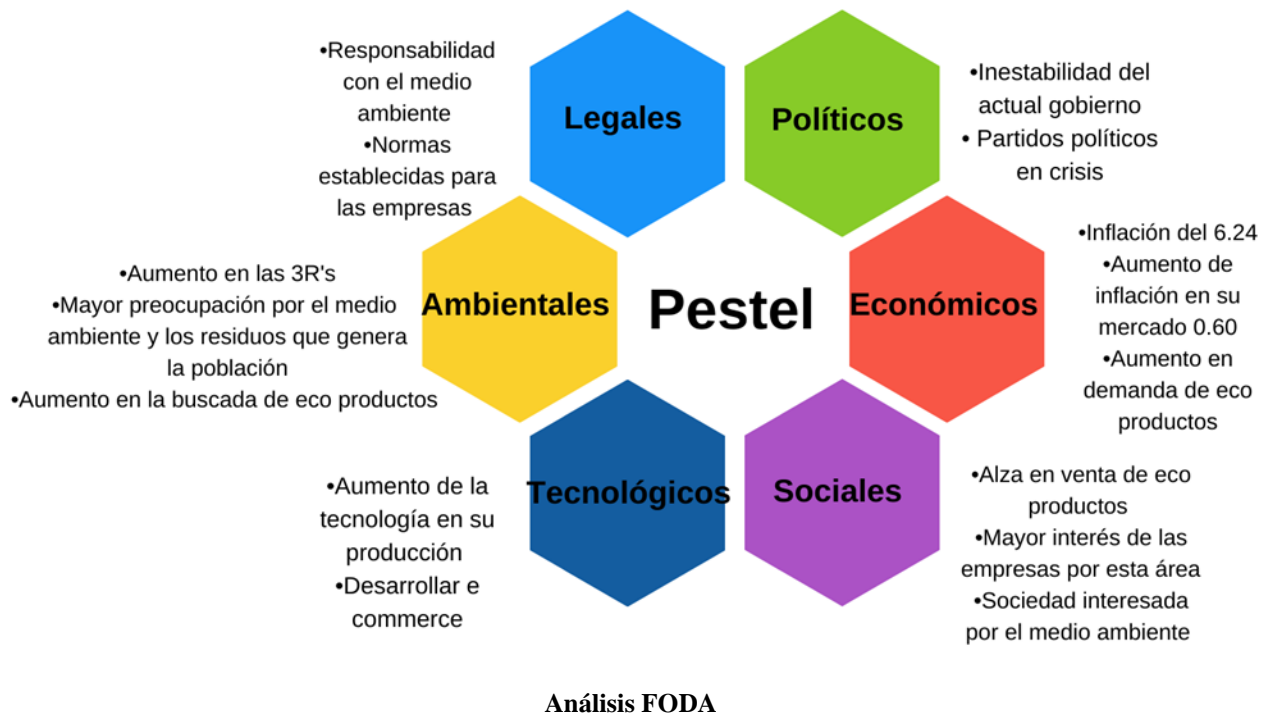 •Responsabilidad
con el medio
ambiente
•Normas
establecidas para
las empresas
Legales
Políticos
•Inestabilidad del
actual gobierno
• Partidos políticos
en crisis
•Aumento en las 3R's
•Mayor preocupación por el medio
ambiente y los residuos que genera
la población
•Aumento en la buscada de eco productos
Ambientales
Pestel
Económicos
•Inflación del 6.24
•Aumento de
inflación en su
mercado 0.60
•Aumento en
demanda de eco
productos
•Aumento de la
tecnología en su
producción
•Desarrollar e
commerce
Tecnológicos
Sociales
•Alza en venta de eco
productos
•Mayor interés de las
empresas por esta área
•Sociedad interesada
por el medio ambiente
Análisis FODA